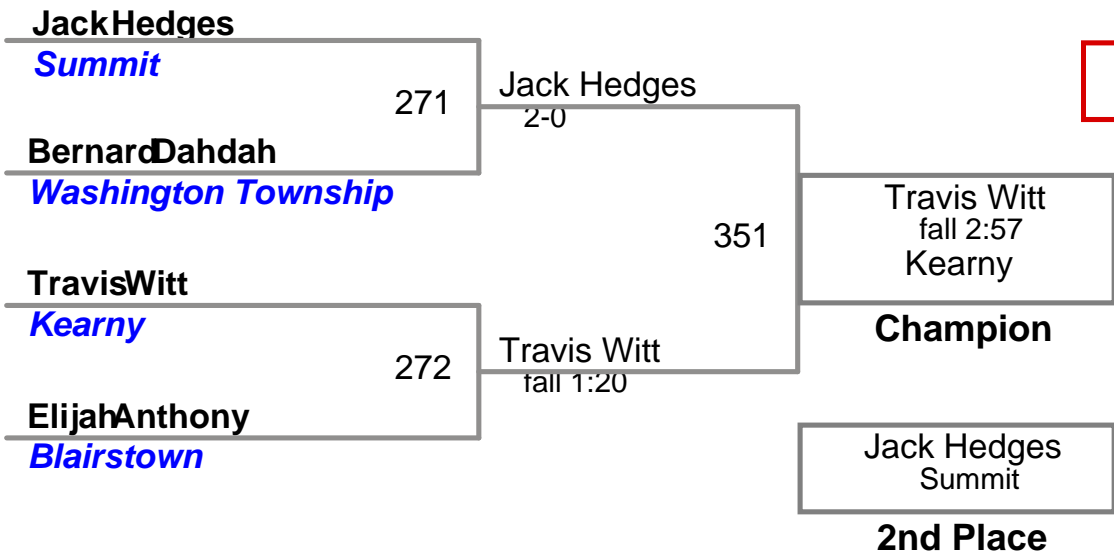 JackHedges
Summit
271
Jack Hedges
2-0
BernardDahdah
Washington Township
351
Travis Witt
fall 2:57
Kearny
Champion
TravisWitt
Kearny
272
Travis Witt
fall 1:20
ElijahAnthony
Blairstown
Jack Hedges
Summit
2nd Place